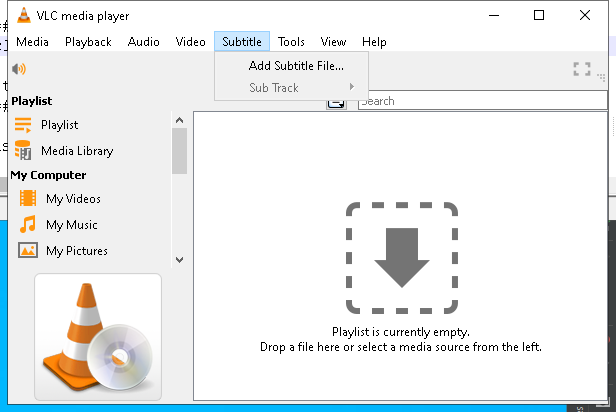 VLC media player
Media Playback Audio Video Subtitle Tools View Help
Add Subtitle File...
Sub Track
Playlist
Search
Playlist
Media Library
My Computer
My Videos
My Music
My Pictures
Playlist is currently empty.
Drop a file here or select a media source from the left.